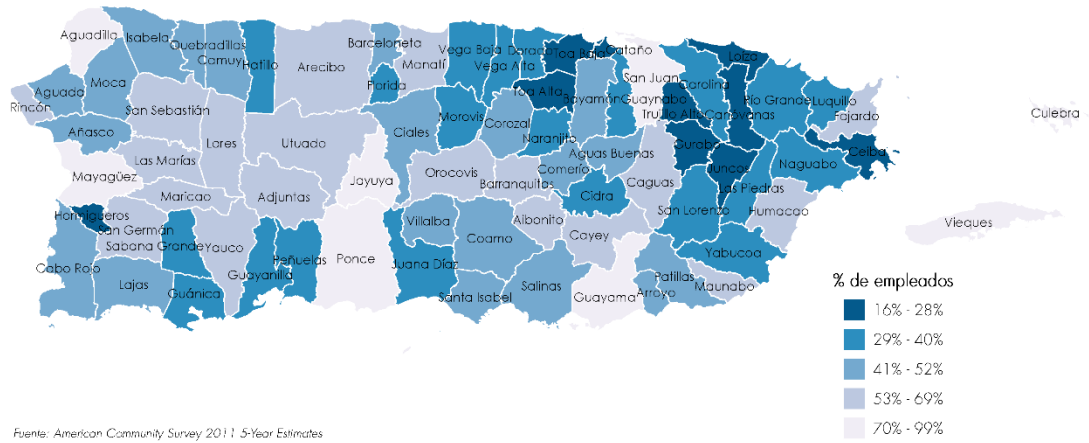 Aguadilla
Isabela
Quebradillas
Camuy
Hatillo
Arecibo
Barceloneta
Manatí
Vega Baja
Vega Alta
Dorado
Toa Baja
Cataño
San Juan
Guaynabo
Carolina
Loiza
Río Grande
Luquillo
Fajardo
Culebra
Moca
Aguada
Rincón
San Sebastián
Florida
Toa Alta
Bayamón
Trujillo Alto
Canóvanas
Añasco
Lares
Utuado
Ciales
Morovis
Corozal
Naranjito
Aguas Buenas
Gurabo
Naguabo
Ceiba
Las Marías
Mayagüez
Maricao
Adjuntas
Jayuya
Orocovis
Barranquitas
Comerío
Cidra
Caguas
Juncos
Las Piedras
Humacao
Vieques
Hormigueros
San Germán
Sabana Grande
Yauco
Villalba
Coamo
Albonito
Cayey
San Lorenzo
Cabo Rojo
Lajas
Guánica
Guayanilla
Peñuelas
Ponce
Juana Díaz
Santa Isabel
Salinas
Guayama
Arroyo
Patillas
Maunabo
Yabucoa
% de empleados
16% - 28%
29% - 40%
41% - 52%
53% - 69%
70% - 99%
Fuente: American Community Survey 2011 5-Year Estimates